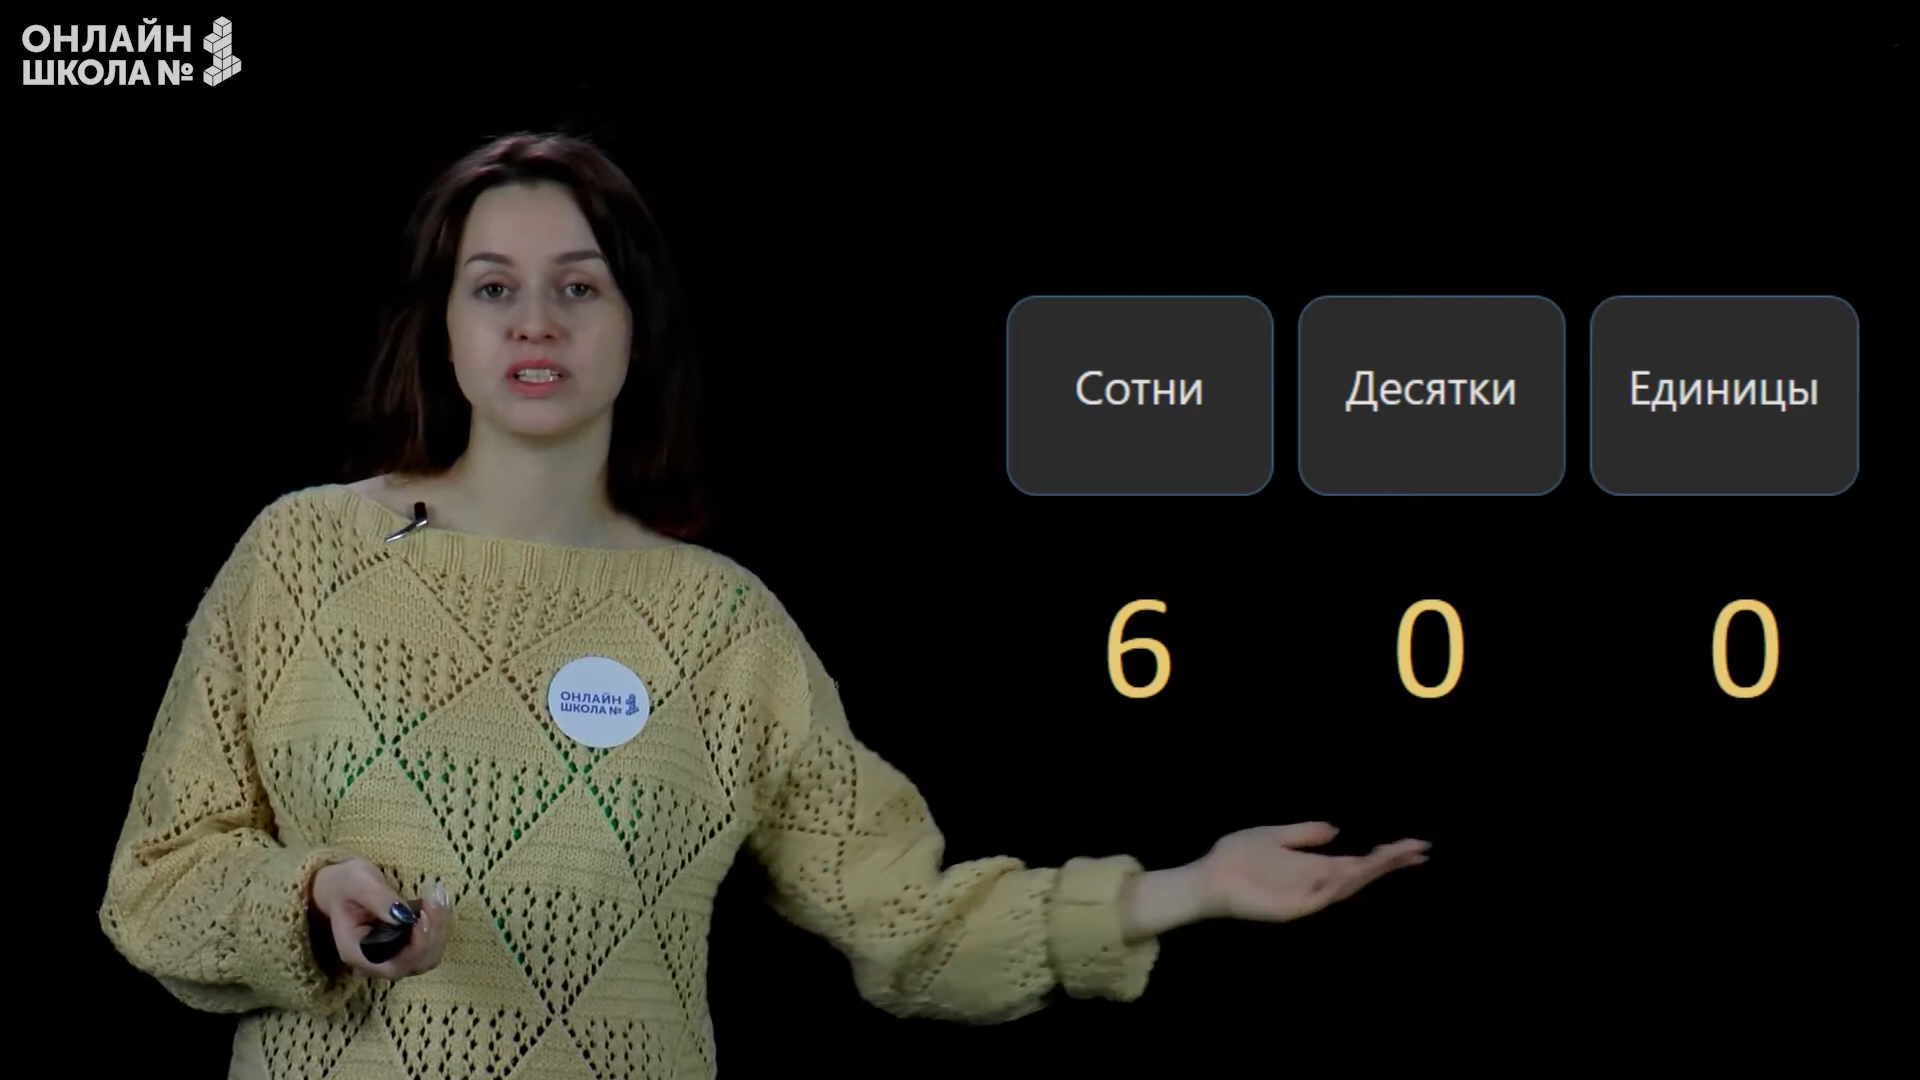 ОНЛАЙН
ШКОЛА №
Сотни Десятки Единицы
6 0 0
ОНЛАЙН
ШКОЛА №